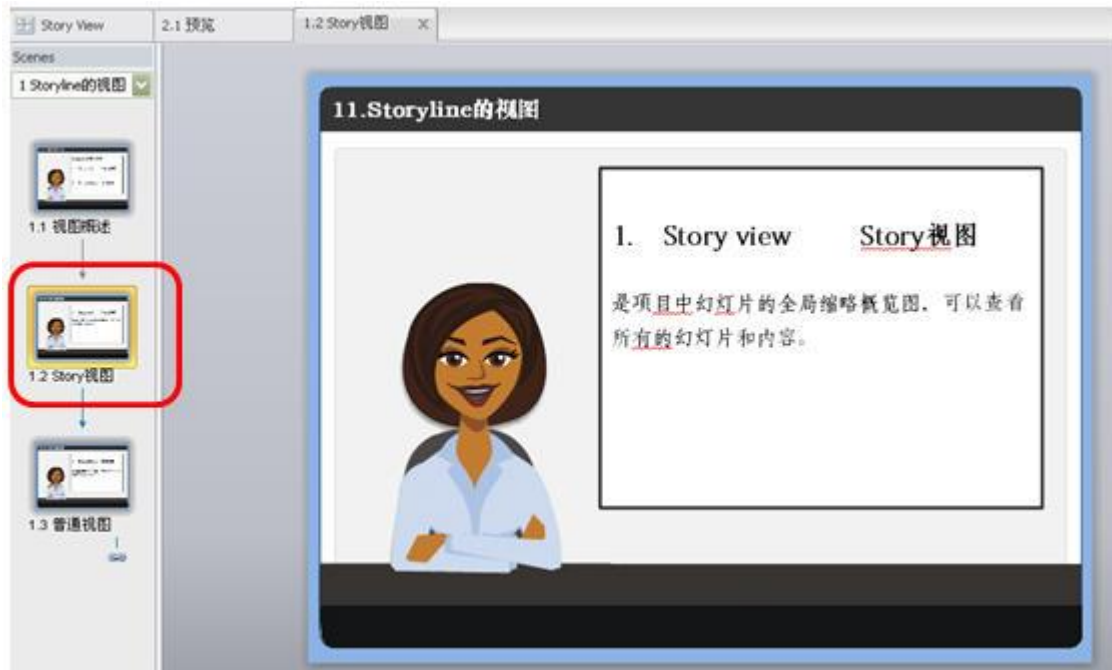 Story View
2.1 预览
1.2 Story视图
Scenes
1 Storyline的视图
1.1 视图概述
1.2 Story视图
1.3 普通视图
11.Storyline的视图
1. Story view Story视图
是项目中幻灯片的全局缩略概览图，可以查看
所有的幻灯片和内容。